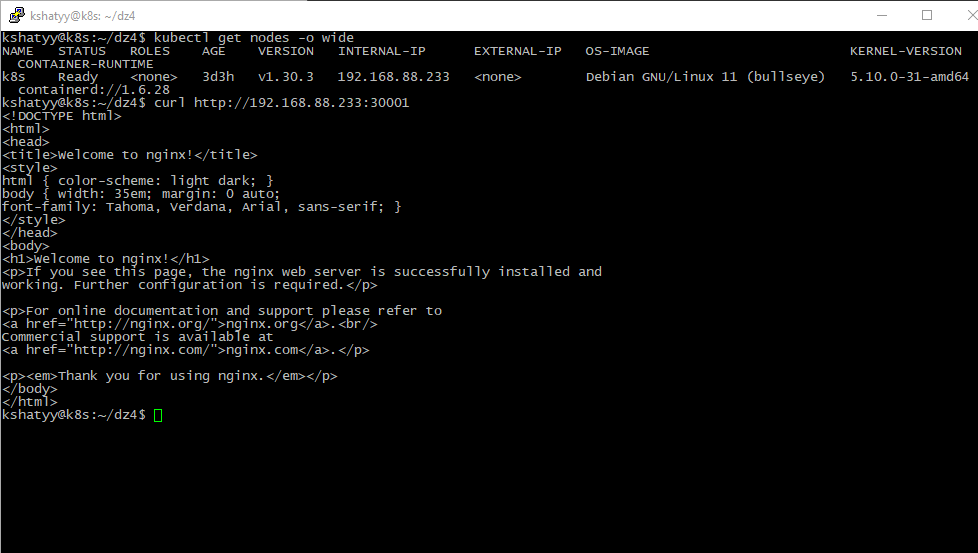 kshatyy@k8s: ~/dz4
kshatyy@k8s:~/dz4$ kubectl get nodes -o wide
NAME   STATUS   ROLES    AGE    VERSION   INTERNAL-IP      EXTERNAL-IP   OS-IMAGE                         KERNEL-VERSION
  CONTAINER-RUNTIME
k8s    Ready    <none>   3d3h   v1.30.3   192.168.88.233   <none>        Debian GNU/Linux 11 (bullseye)   5.10.0-31-amd64
  containerd://1.6.28
kshatyy@k8s:~/dz4$ curl http://192.168.88.233:30001
<!DOCTYPE html>
<html>
<head>
<title>Welcome to nginx!</title>
<style>
html { color-scheme: light dark; }
body { width: 35em; margin: 0 auto;
font-family: Tahoma, Verdana, Arial, sans-serif; }
</style>
</head>
<body>
<h1>Welcome to nginx!</h1>
<p>If you see this page, the nginx web server is successfully installed and
working. Further configuration is required.</p>

<p>For online documentation and support please refer to
<a href="http://nginx.org/">nginx.org</a>.<br/>
Commercial support is available at
<a href="http://nginx.com/">nginx.com</a>.</p>

<p><em>Thank you for using nginx.</em></p>
</body>
</html>
kshatyy@k8s:~/dz4$